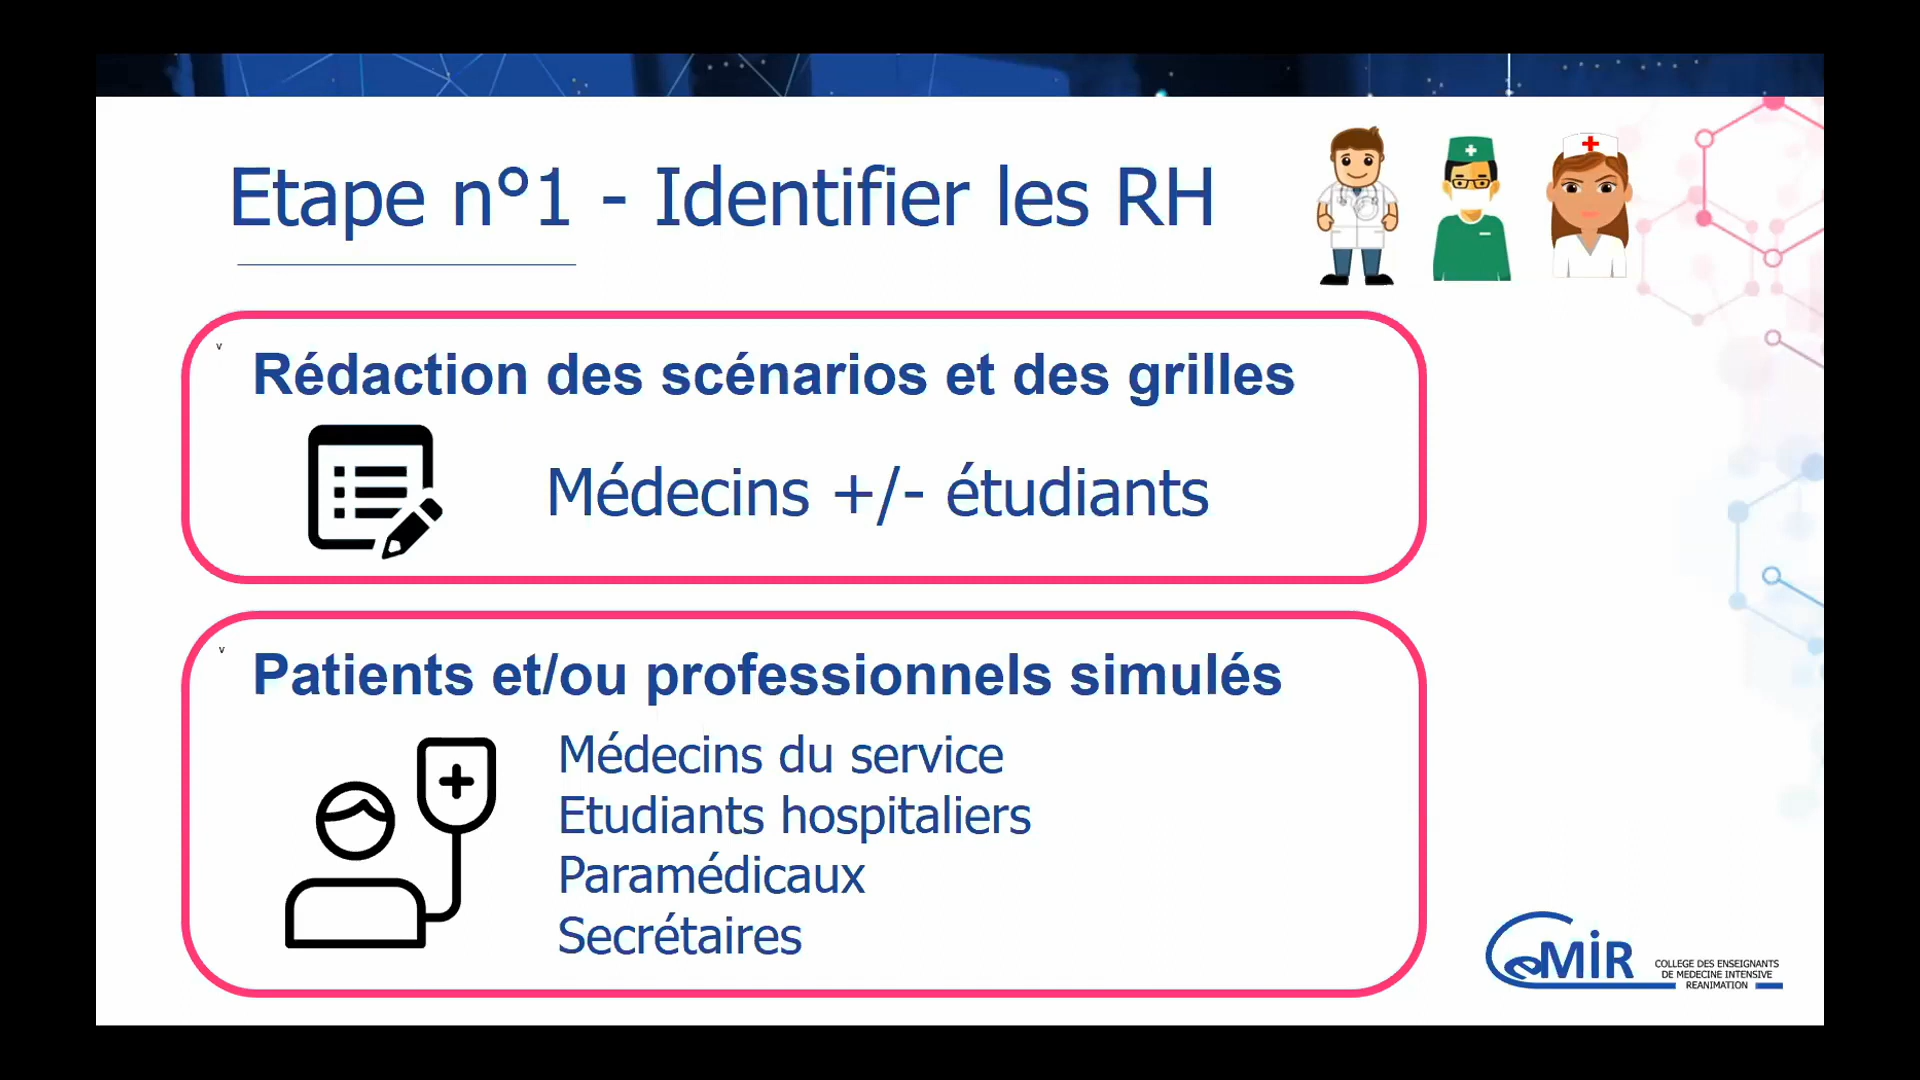 Etape n°1 - Identifier les RH
v
Rédaction des scénarios et des grilles
Médecins +/- étudiants
v
Patients et/ou professionnels simulés
Médecins du service
Etudiants hospitaliers
Paramédicaux
Secrétaires
CeMIR
COLLEGE DES ENSEIGNANTS
DE MEDECINE INTENSIVE
REANIMATION